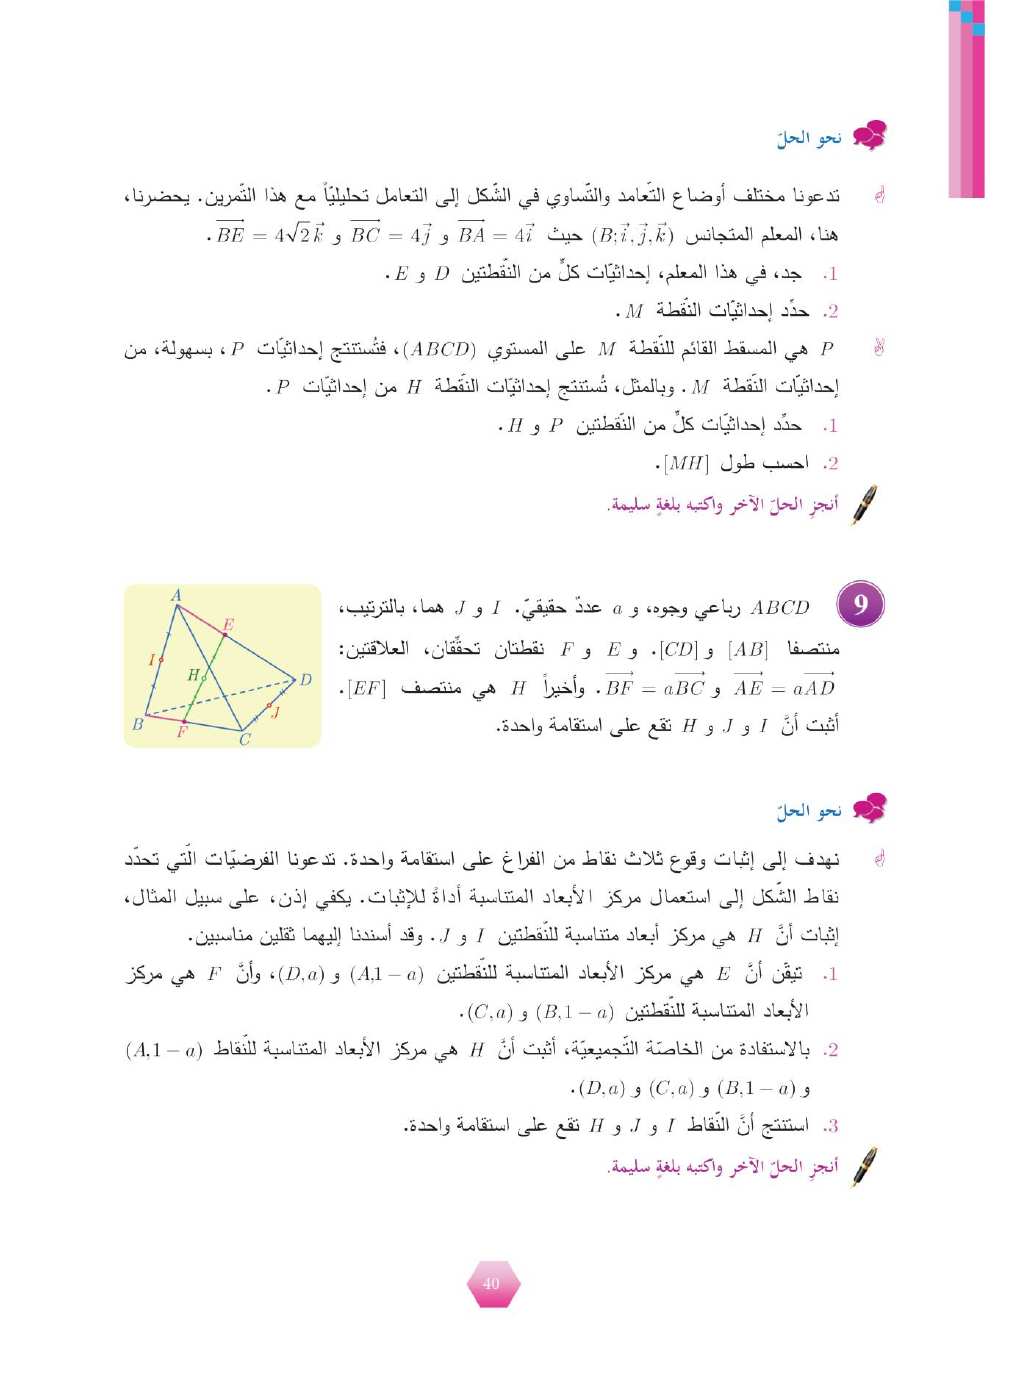 نحو الحلّ
تدعونا مختلف أوضاع التّعامد والتّساوي في الشّكل إلى التعامل تحليليّاً مع هذا التّمرين. يحضرنا،
هنا، المعلم المتجانس (B; i⃗, j⃗, k⃗) حيث BA⃗ = 4i⃗ و BC⃗ = 4j⃗ و BE⃗ = 4√2 k⃗.
1. جد، في هذا المعلم، إحداثيّات كلٍّ من النّقطتين D و E.
2. حدِّد إحداثيّات النّقطة M.
P هي المسقط القائم للنّقطة M على المستوي (ABCD)، فتُستنتج إحداثيّات P، بسهولة، من
إحداثيّات النّقطة M. وبالمثل، تُستنتج إحداثيّات النّقطة H من إحداثيّات P.
1. حدِّد إحداثيّات كلٍّ من النّقطتين P و H.
2. احسب طول [MH].
أنجز الحلّ الآخر واكتبه بلغةٍ سليمة.
9 ABCD رباعي وجوه، و a عددٌ حقيقيّ. I و J هما، بالترتيب،
منتصفا [AB] و [CD]. و E و F نقطتان تحقّقان، العلاقتين:
AE⃗ = aAD⃗ و BF⃗ = aBC⃗. وأخيراً H هي منتصف [EF].
أثبت أنَّ I و J و H تقع على استقامة واحدة.
A
E
I
H
D
J
B
F
C
نحو الحلّ
نهدف إلى إثبات وقوع ثلاث نقاط من الفراغ على استقامة واحدة. تدعونا الفرضيّات الّتي تحدّد
نقاط الشّكل إلى استعمال مركز الأبعاد المتناسبة أداةً للإثبات. يكفي إذن، على سبيل المثال،
إثبات أنَّ H هي مركز أبعاد متناسبة للنّقطتين I و J. وقد أسندنا إليهما ثقلين مناسبين.
1. تيقّن أنَّ E هي مركز الأبعاد المتناسبة للنّقطتين (A,1 − a) و (D,a)، وأنَّ F هي مركز
الأبعاد المتناسبة للنّقطتين (B,1 − a) و (C,a).
2. بالاستفادة من الخاصّة التّجميعيّة، أثبت أنَّ H هي مركز الأبعاد المتناسبة للنّقاط (A,1 − a)
و (B,1 − a) و (C,a) و (D,a).
3. استنتج أنَّ النّقاط I و J و H تقع على استقامة واحدة.
أنجز الحلّ الآخر واكتبه بلغةٍ سليمة.
40